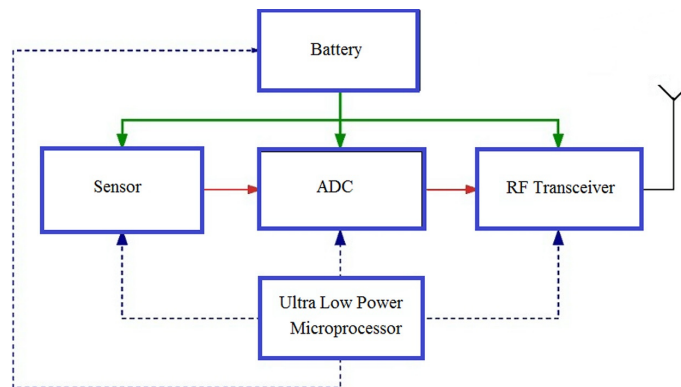 Battery
Sensor
ADC
RF Transceiver
Ultra Low Power
Microprocessor